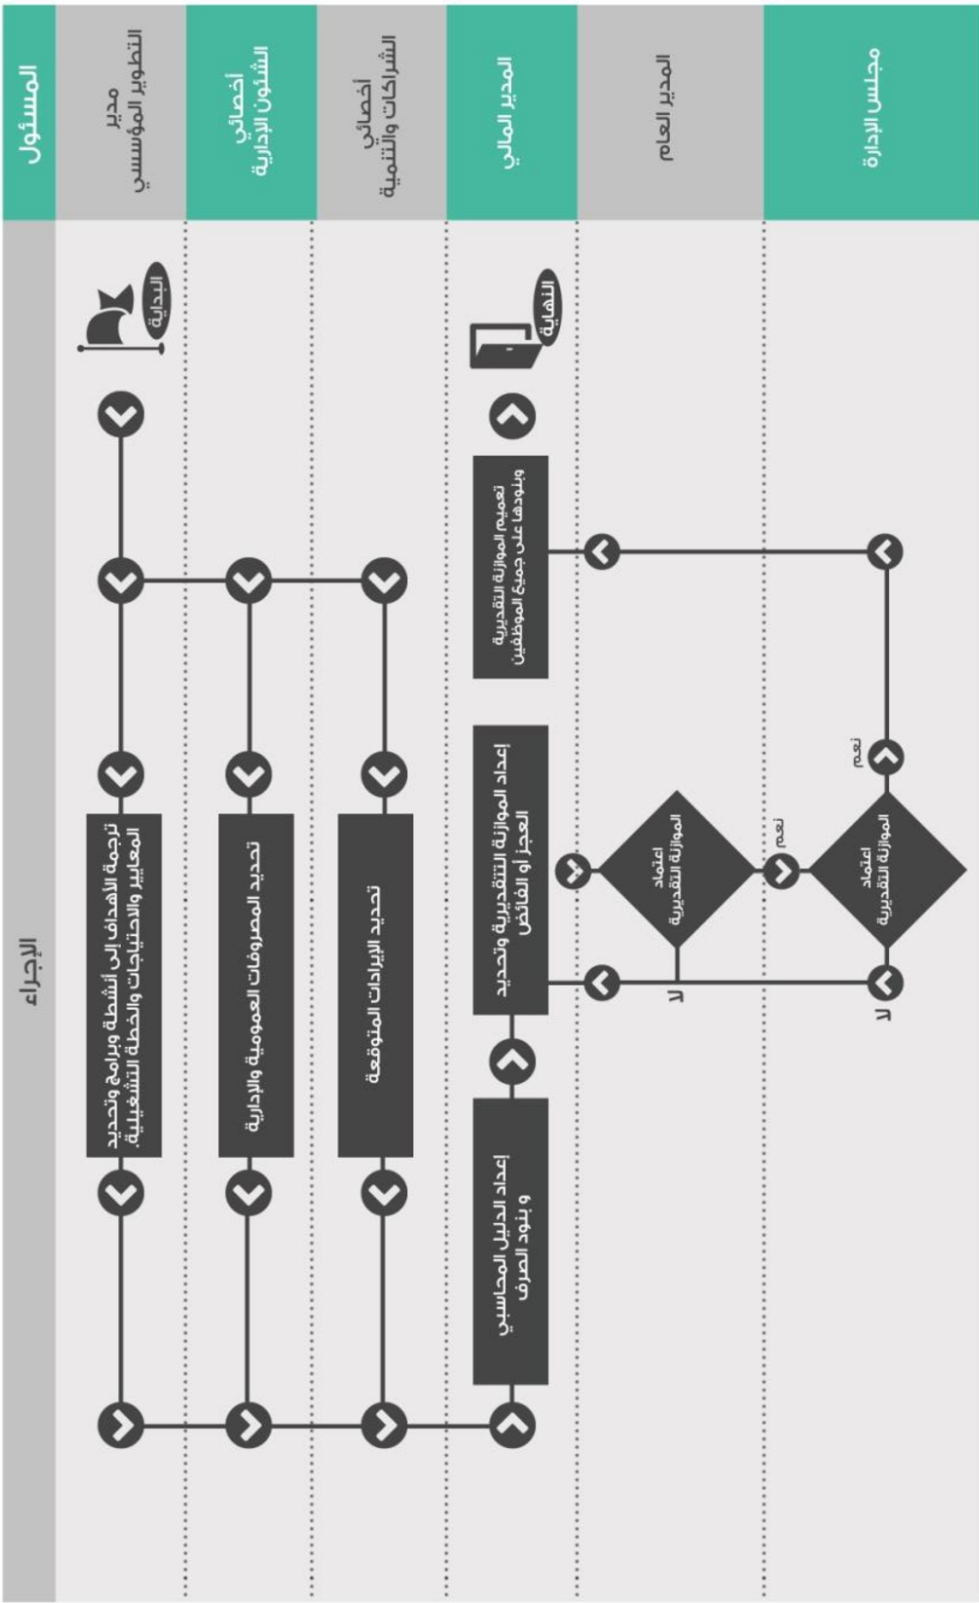 المسئول
الإجراء
مدير
التطوير المؤسسي
البداية
ترجمة الأهداف إلى أنشطة وبرامج وتحديد
المعايير والاحتياجات والخطة التشغيلية.
أخصائي
الشئون الإدارية
تحديد المصروفات العمومية والإدارية
أخصائي
الشراكات والتنمية
تحديد الإيرادات المتوقعة
المدير المالي
النهاية
تعميم الموازنة التقديرية
وبنودها على جميع الموظفين
إعداد الموازنة التقديرية وتحديد
العجز أو الفائض
إعداد الدليل المحاسبي
و بنود الصرف
المدير العام
اعتماد
الموازنة التقديرية
نعم
لا
مجلس الإدارة
نعم
اعتماد
الموازنة التقديرية
لا